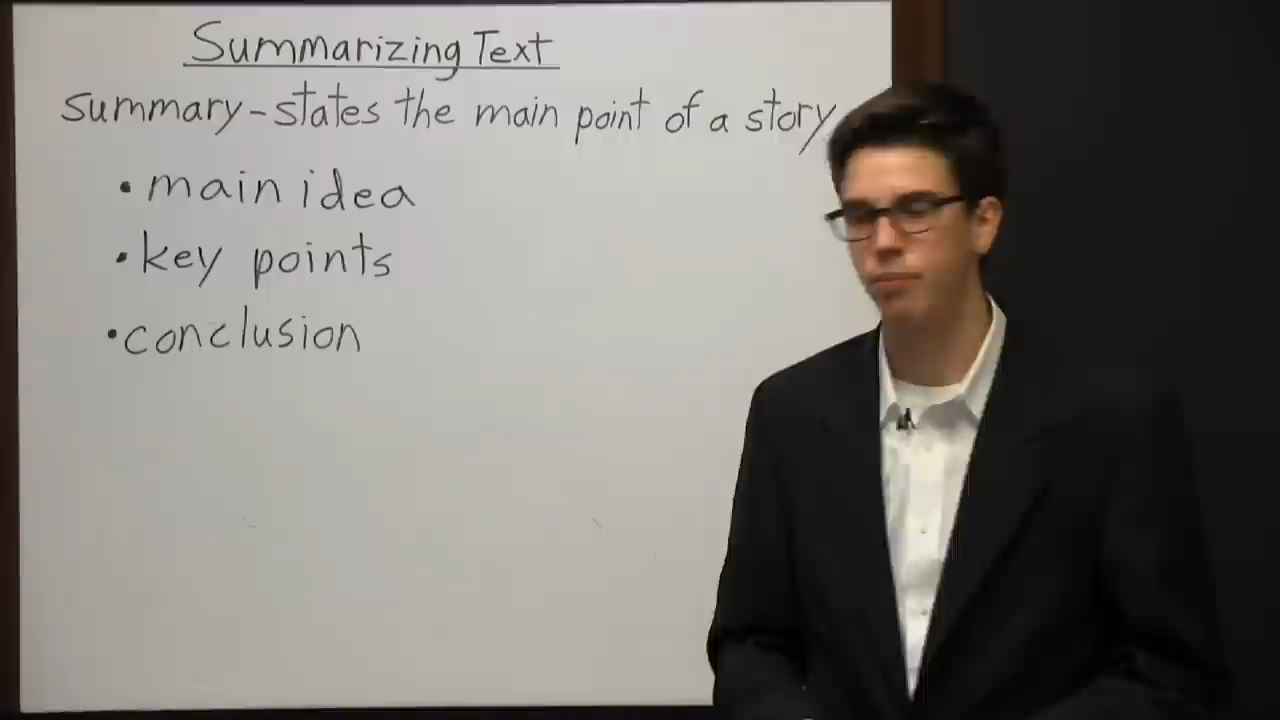 Summarizing Text
summary - states the main point of a story
• main idea
• key points
• conclusion